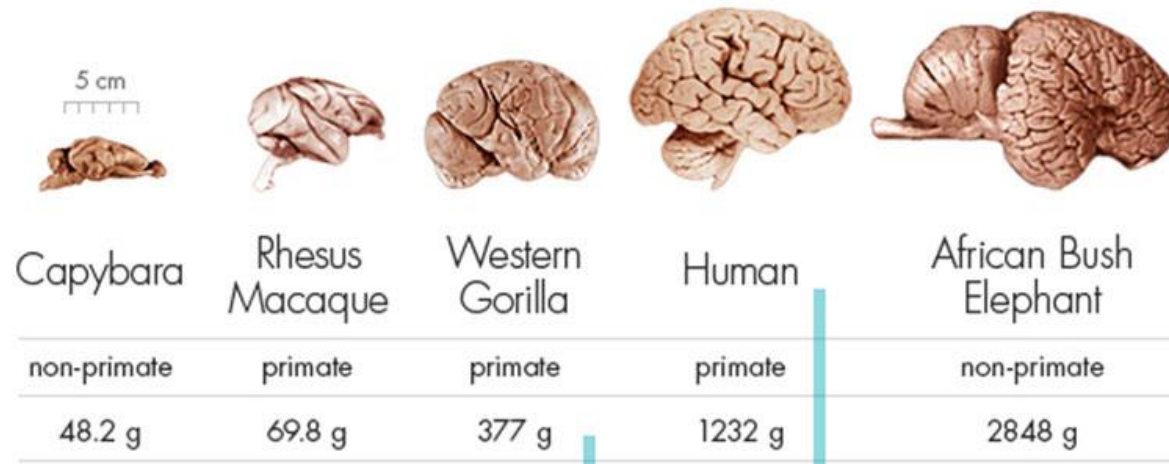 5 cm
Capybara
Rhesus
Macaque
Western
Gorilla
Human
African Bush
Elephant
non-primate primate primate primate non-primate
48.2 g 69.8 g 377 g 1232 g 2848 g